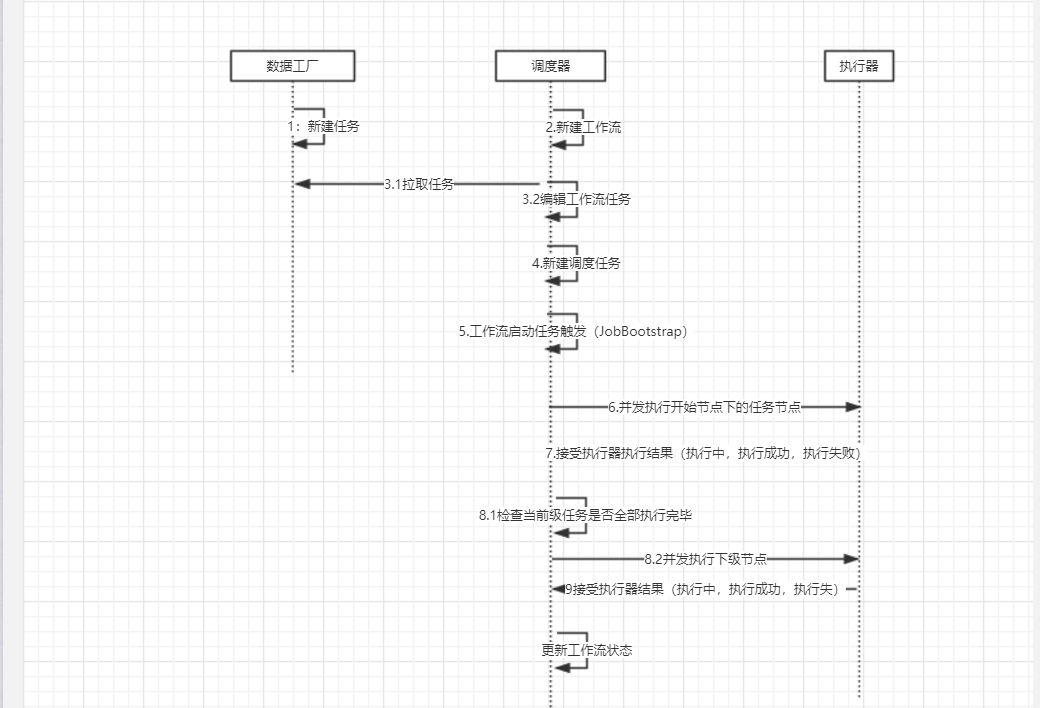 数据工厂
调度器
执行器
1：新建任务
2.新建工作流
3.1拉取任务
3.2编辑工作流任务
4.新建调度任务
5.工作流启动任务触发（JobBootstrap）
6.并发执行开始节点下的任务节点
7.接受执行器执行结果（执行中，执行成功，执行失败）
8.1检查当前级任务是否全部执行完毕
8.2并发执行下级节点
9接受执行器结果（执行中，执行成功，执行失）
更新工作流状态